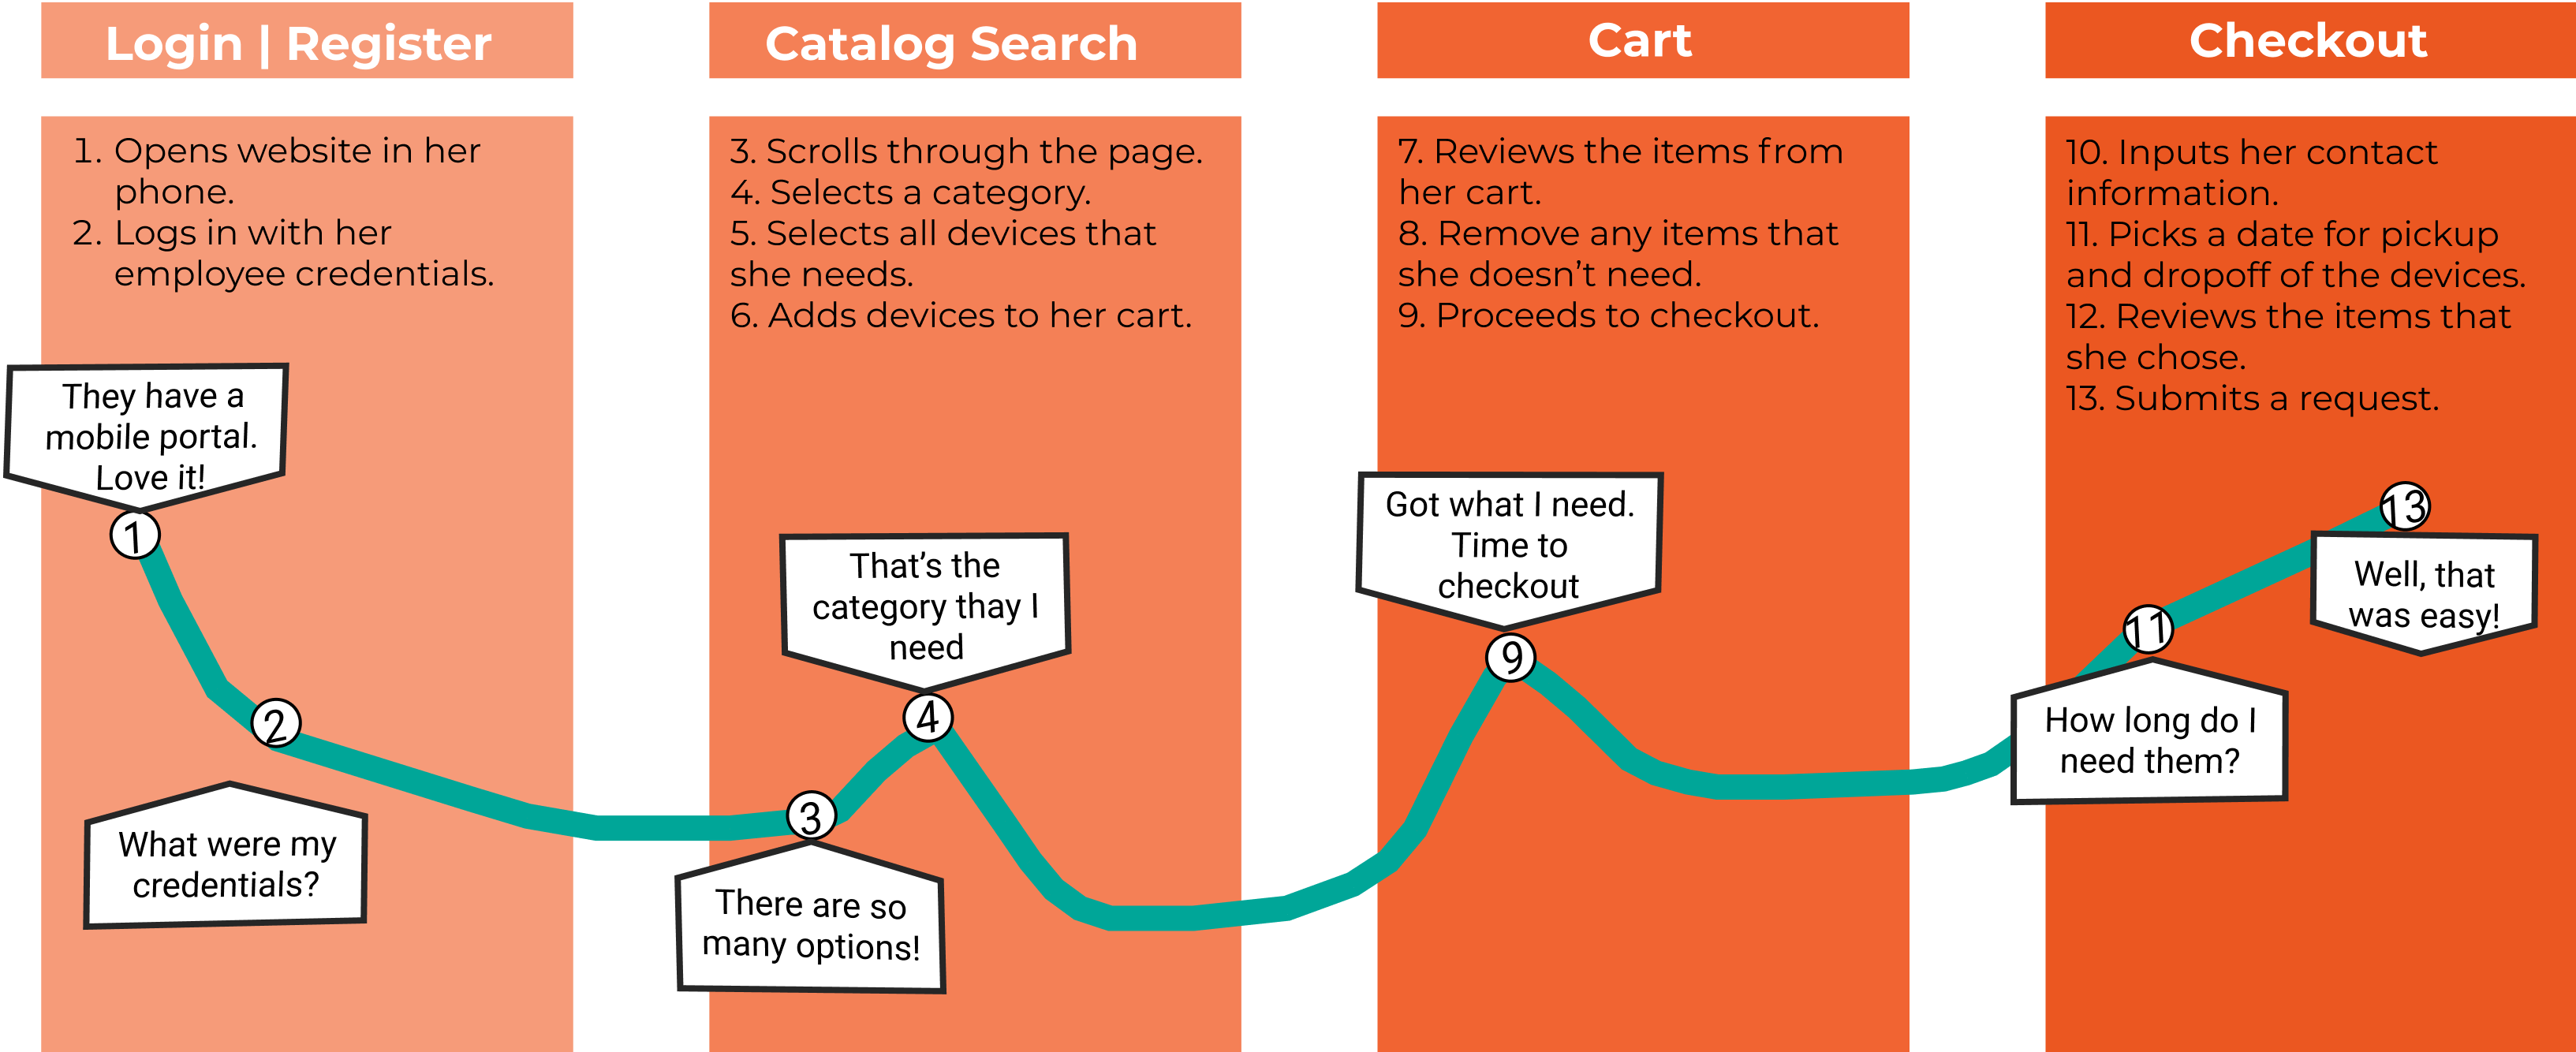 Login | Register
1. Opens website in her
phone.
2. Logs in with her
employee credentials.
They have a
mobile portal.
Love it!
1
2
What were my
credentials?
Catalog Search
3. Scrolls through the page.
4. Selects a category.
5. Selects all devices that
she needs.
6. Adds devices to her cart.
That's the
category thay I
need
4
3
There are so
many options!
Cart
7. Reviews the items from
her cart.
8. Remove any items that
she doesn't need.
9. Proceeds to checkout.
Got what I need.
Time to
checkout
9
Checkout
10. Inputs her contact
information.
11. Picks a date for pickup
and dropoff of the devices.
12. Reviews the items that
she chose.
13. Submits a request.
13
Well, that
was easy!
11
How long do I
need them?